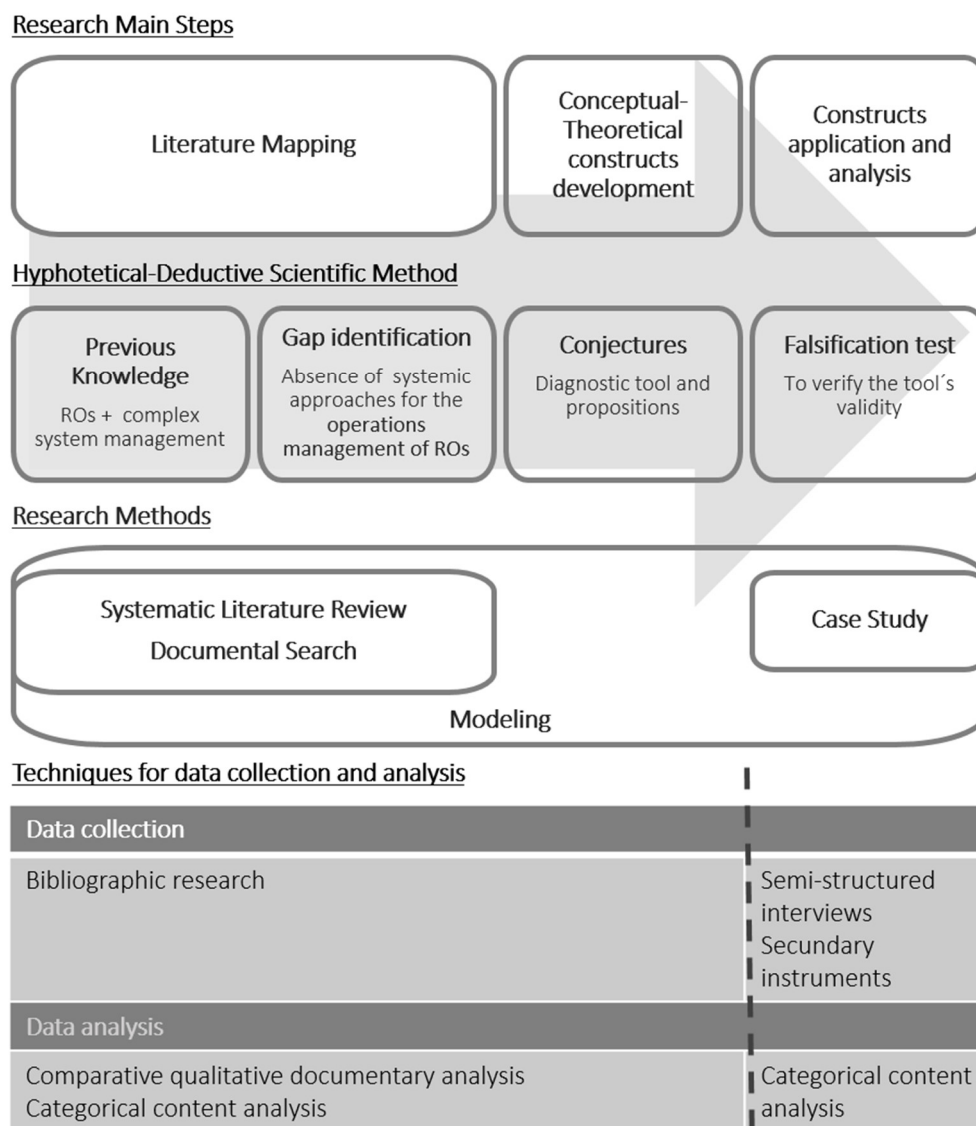 Research Main Steps
Literature Mapping
Conceptual-
Theoretical
constructs
development
Constructs
application and
analysis
Hyphotetical-Deductive Scientific Method
Previous
Knowledge
ROs + complex
system management
Gap identification
Absence of systemic
approaches for the
operations
management of ROs
Conjectures
Diagnostic tool and
propositions
Falsification test
To verify the tool´s
validity
Research Methods
Systematic Literature Review
Documental Search
Case Study
Modeling
Techniques for data collection and analysis
Data collection
Bibliographic research
Semi-structured
interviews
Secundary
instruments
Data analysis
Comparative qualitative documentary analysis
Categorical content analysis
Categorical content
analysis